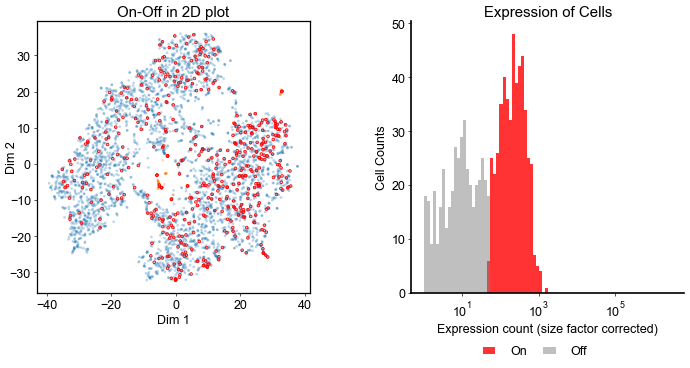 On-Off in 2D plot
Dim 2
30
20
10
0
−10
−20
−30
−40
−20
0
20
40
Dim 1
Expression of Cells
Cell Counts
50
40
30
20
10
0
10^1
10^3
10^5
Expression count (size factor corrected)
On
Off